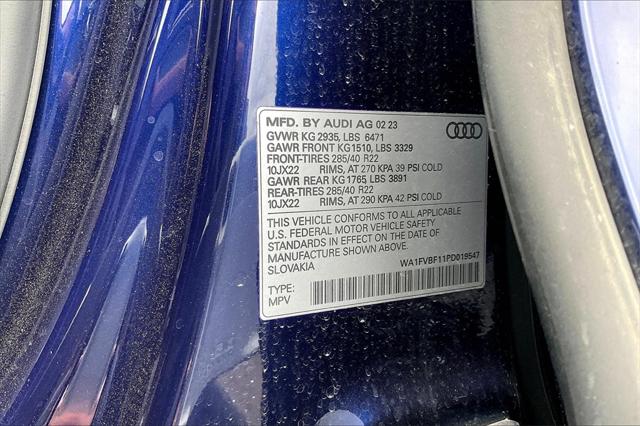 MFD. BY AUDI AG 02 23
GVWR KG 2935, LBS 6471
GAWR FRONT KG1510, LBS 3329
FRONT-TIRES 285/40 R22
10JX22 RIMS, AT 270 KPA 39 PSI COLD
GAWR REAR KG 1765, LBS 3891
REAR-TIRES 285/40 R22
10JX22 RIMS, AT 290 KPA 42 PSI COLD
THIS VEHICLE CONFORMS TO ALL APPLICABLE
U.S. FEDERAL MOTOR VEHICLE SAFETY
STANDARDS IN EFFECT ON THE DATE OF
MANUFACTURE SHOWN ABOVE.
SLOVAKIA
WA1FVBF11PD019547
TYPE:
MPV